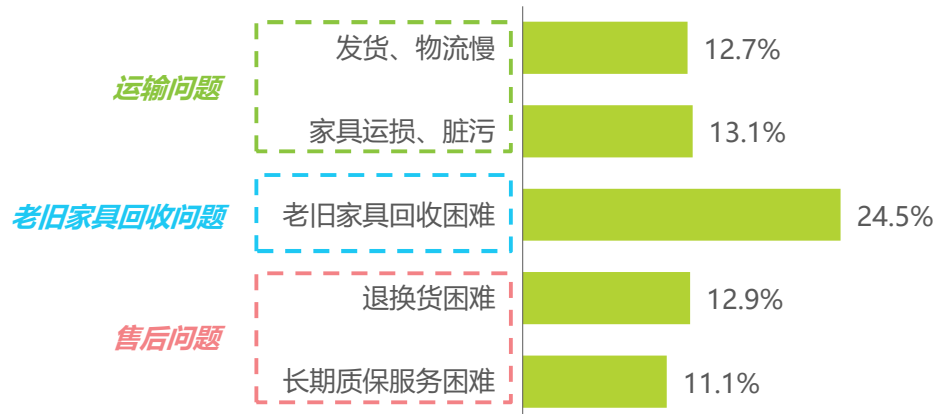 发货、物流慢
12.7%
运输问题
家具运损、脏污
13.1%
老旧家具回收问题
老旧家具回收困难
24.5%
退换货困难
12.9%
售后问题
长期质保服务困难
11.1%